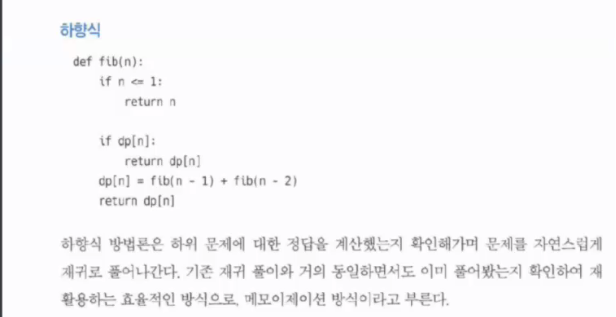 하향식
def fib(n):
    if n <= 1:
        return n

    if dp[n]:
        return dp[n]
    dp[n] = fib(n - 1) + fib(n - 2)
    return dp[n]

하향식 방법론은 하위 문제에 대한 정답을 계산했는지 확인해가며 문제를 자연스럽게
재귀로 풀어나간다. 기존 재귀 풀이와 거의 동일하면서도 이미 풀어봤는지 확인하여 재
활용하는 효율적인 방식으로, 메모이제이션 방식이라고 부른다.